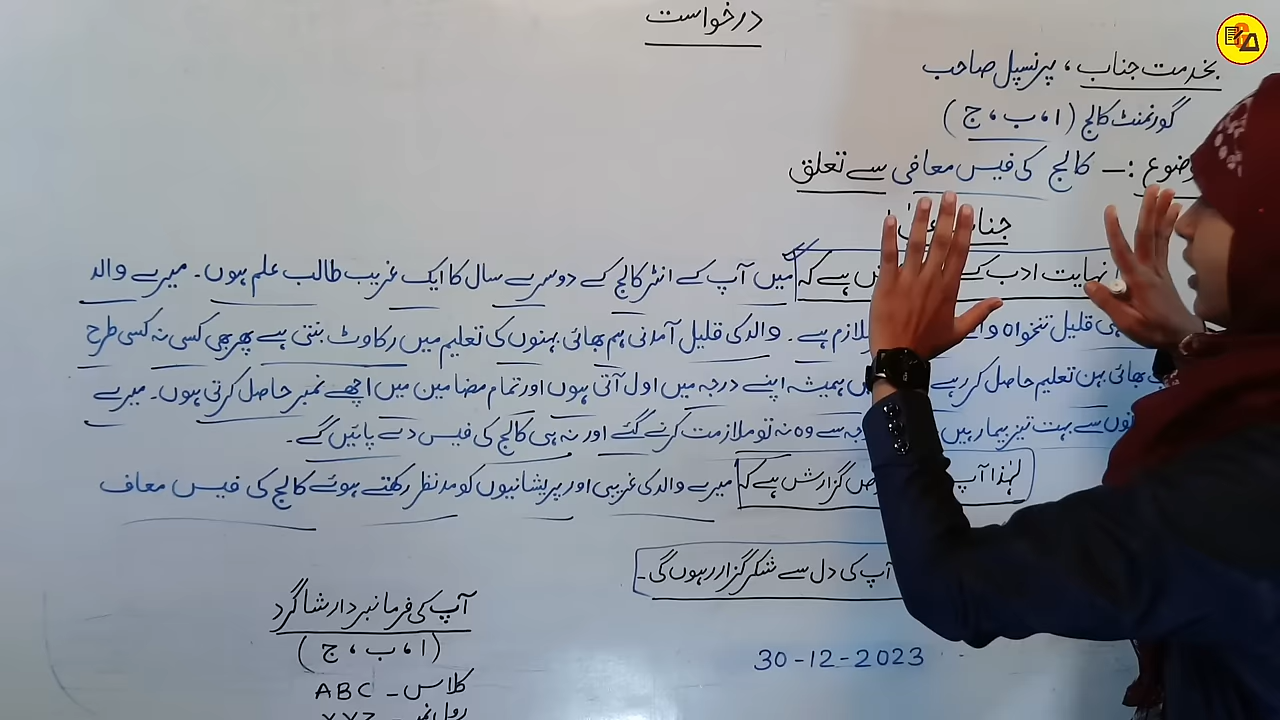 درخواست
بخدمت جناب، پرنسپل صاحب
گورنمنٹ کالج (ا، ب، ج)
:– کالج کی فیس معافی سے تعلق
نہایت ادب کے ہے کہ میں آپ کے انٹر کالج کے دوسرے سال کا ایک غریب طالب علم ہوں۔ میرے والد
قلیل تنخواہ ملازم ہے۔ والد کی قلیل آمدنی ہم بھائی بہنوں کی تعلیم میں رکاوٹ بنتی ہے پھر بھی کسی نہ کسی طرح
بھائی بہن تعلیم حاصل کر رہے ہمیشہ اپنے درجہ میں اول آتی ہوں اور تمام مضامین میں اچھے نمبر حاصل کرتی ہوں۔ میرے
سے بہت تیز بیمار ہیں سے وہ نہ تو ملازمت کرنے گئے اور نہ ہی کالج کی فیس دے پائیں گے۔
لہٰذا آپ گزارش ہے کہ میرے والد کی غریبی اور پریشانیوں کو مدنظر رکھتے ہوئے کالج کی فیس معاف
آپ کی دل سے شکر گزار رہوں گی۔
آپ کی فرمانبردار شاگرد
(ا، ب، ج)
کلاس – ABC
30-12-2023